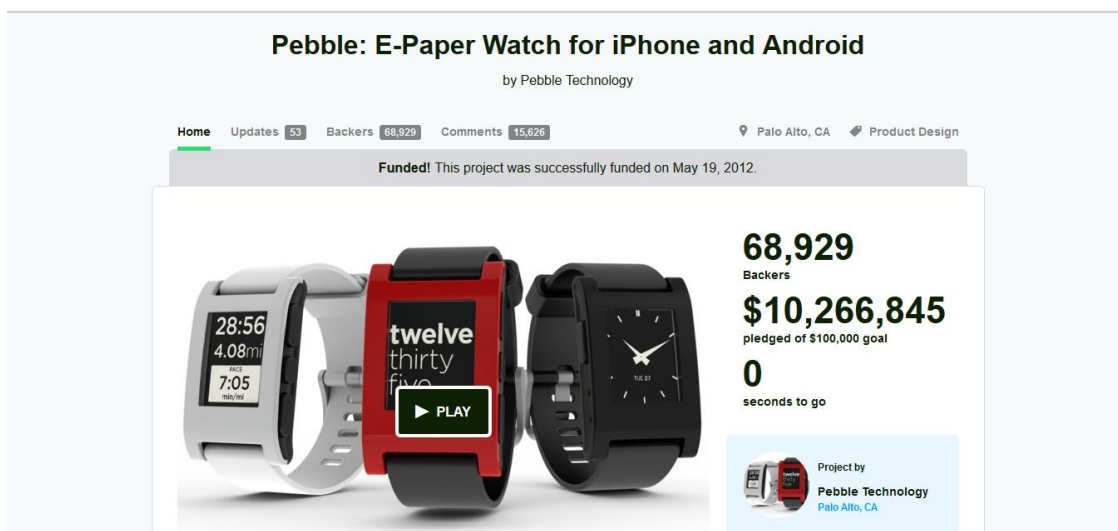 Pebble: E-Paper Watch for iPhone and Android
by Pebble Technology
Home Updates 53 Backers 68,929 Comments 15,626 Palo Alto, CA Product Design
Funded! This project was successfully funded on May 19, 2012.
28:56
4.08mi
PACE
7:05
min/mi
twelve
thirty
five
PLAY
TUE 27
68,929
Backers
$10,266,845
pledged of $100,000 goal
0
seconds to go
Project by
Pebble Technology
Palo Alto, CA